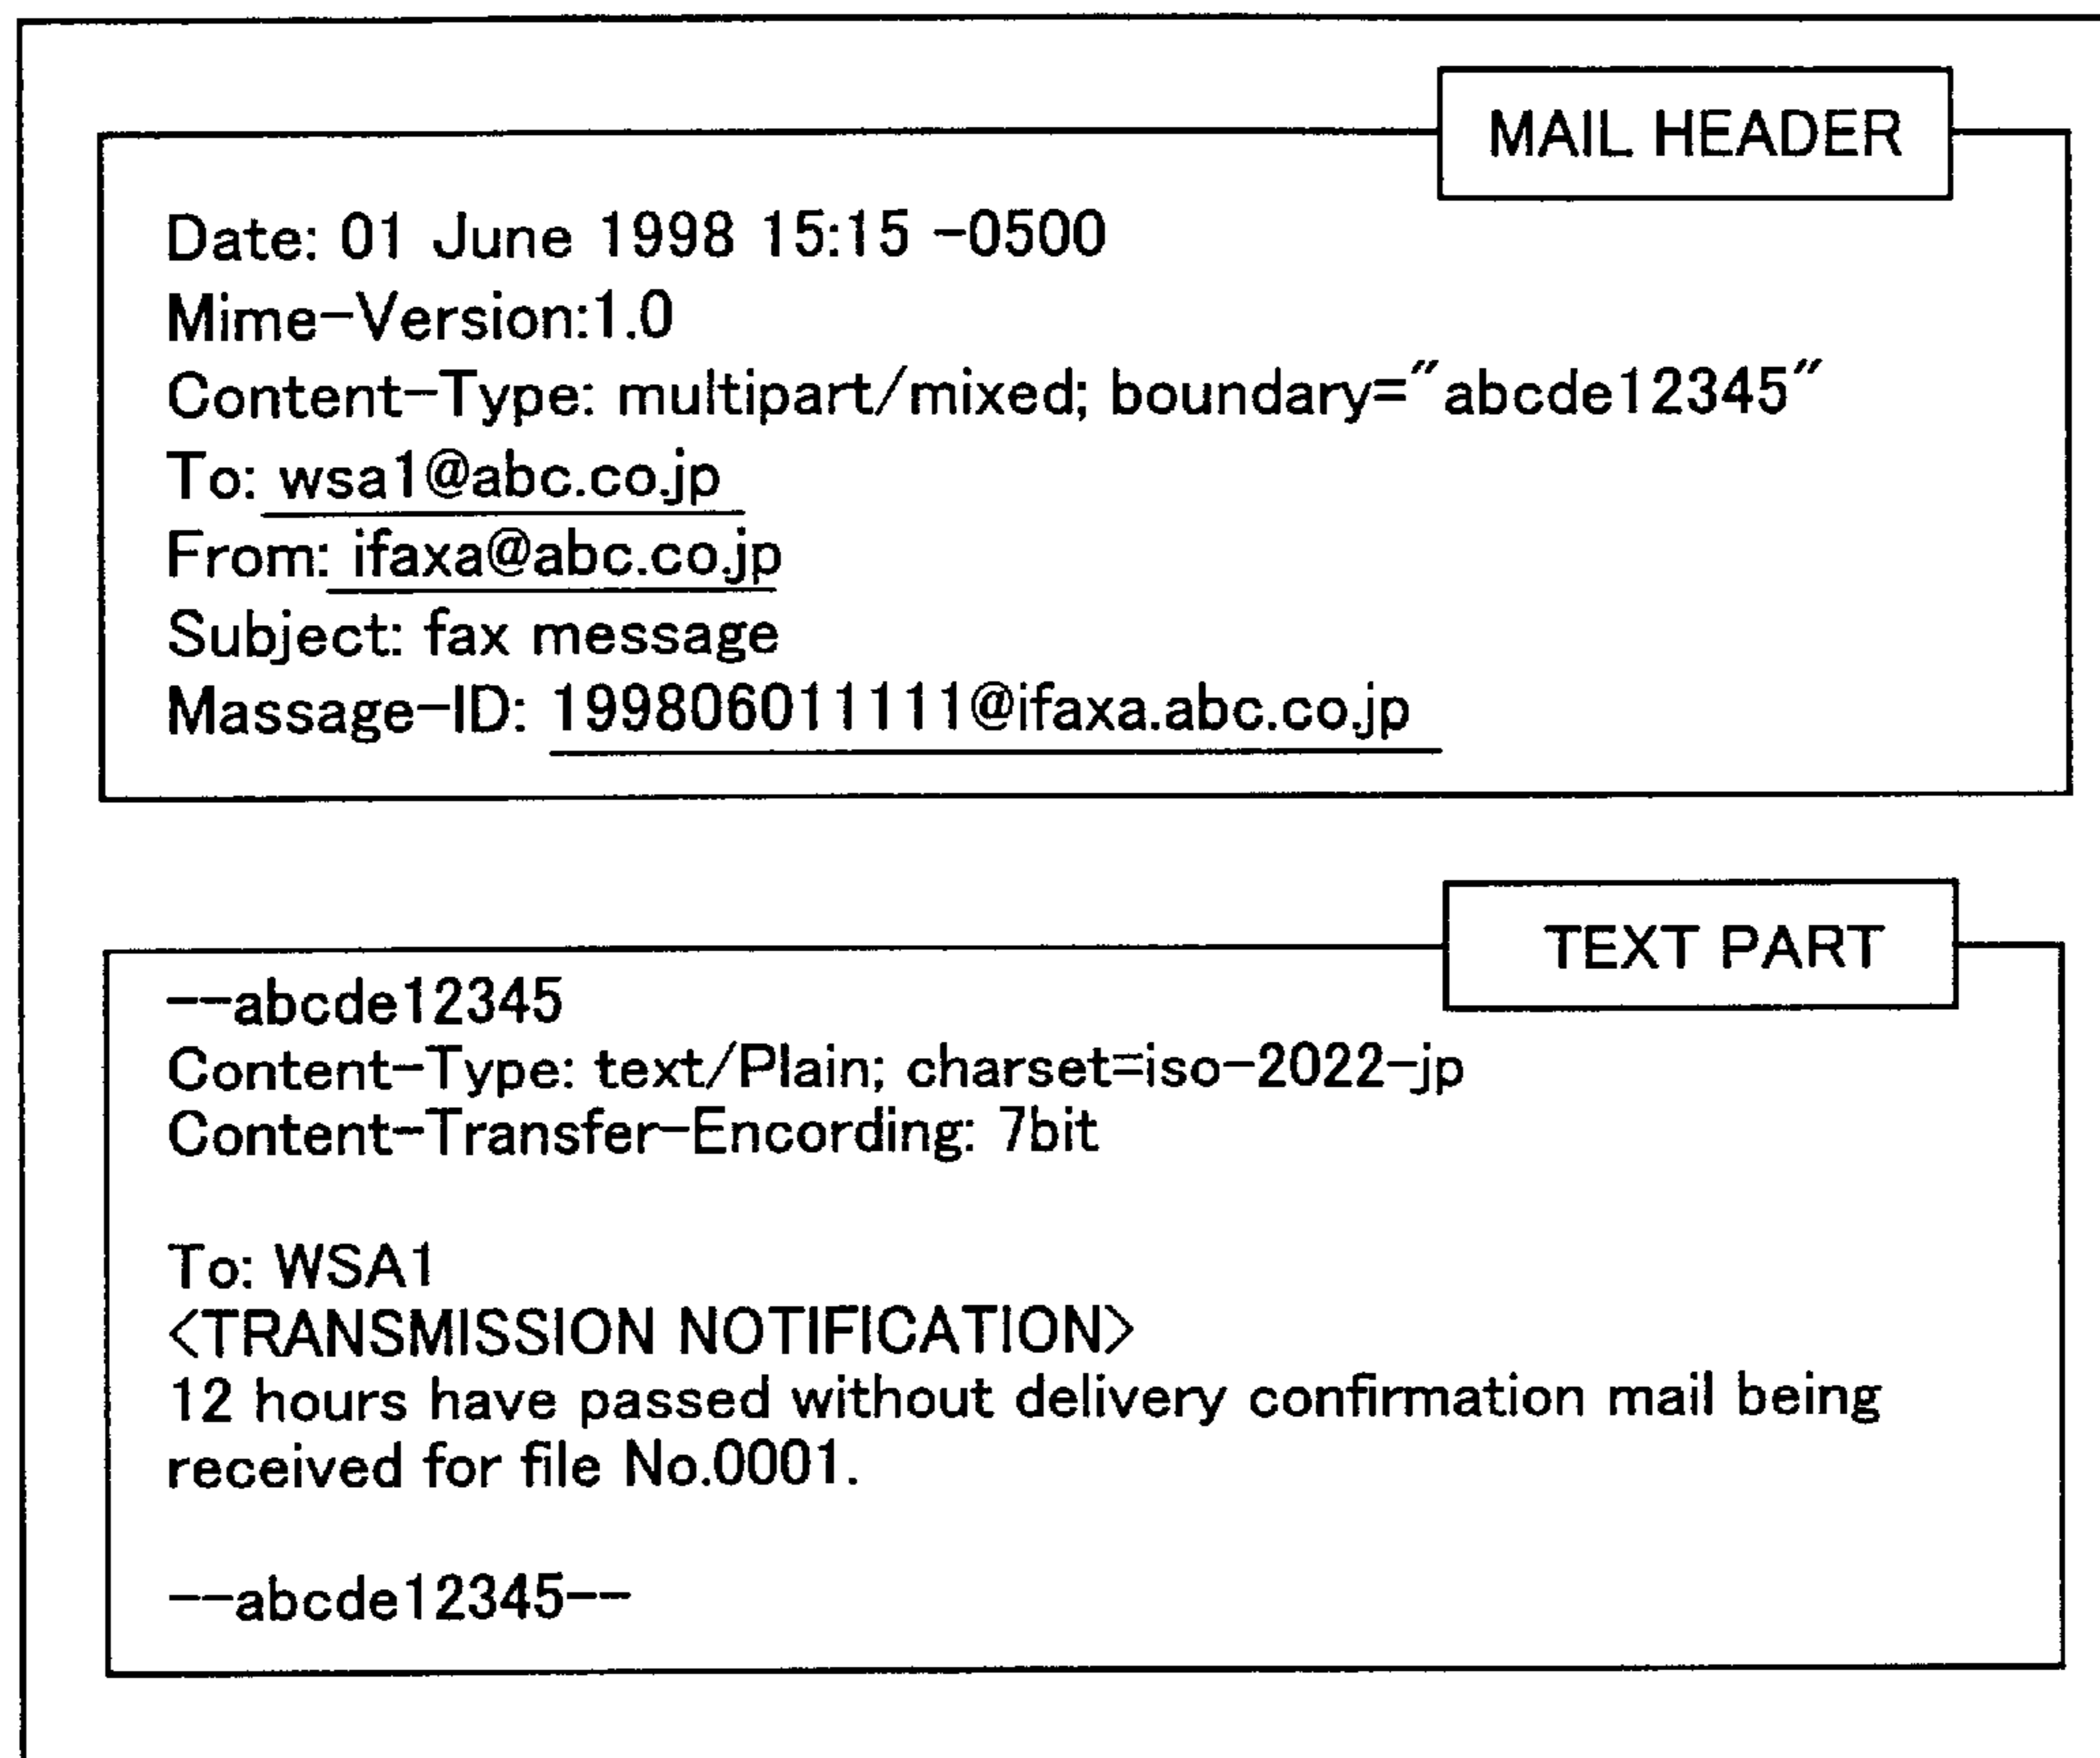 MAIL HEADER
Date: 01 June 1998 15:15 -0500
Mime-Version:1.0
Content-Type: multipart/mixed; boundary="abcde12345"
To: wsa1@abc.co.jp
From: ifaxa@abc.co.jp
Subject: fax message
Massage-ID: 199806011111@ifaxa.abc.co.jp
TEXT PART
--abcde12345
Content-Type: text/Plain; charset=iso-2022-jp
Content-Transfer-Encording: 7bit
To: WSA1
<TRANSMISSION NOTIFICATION>
12 hours have passed without delivery confirmation mail being
received for file No.0001.
--abcde12345--